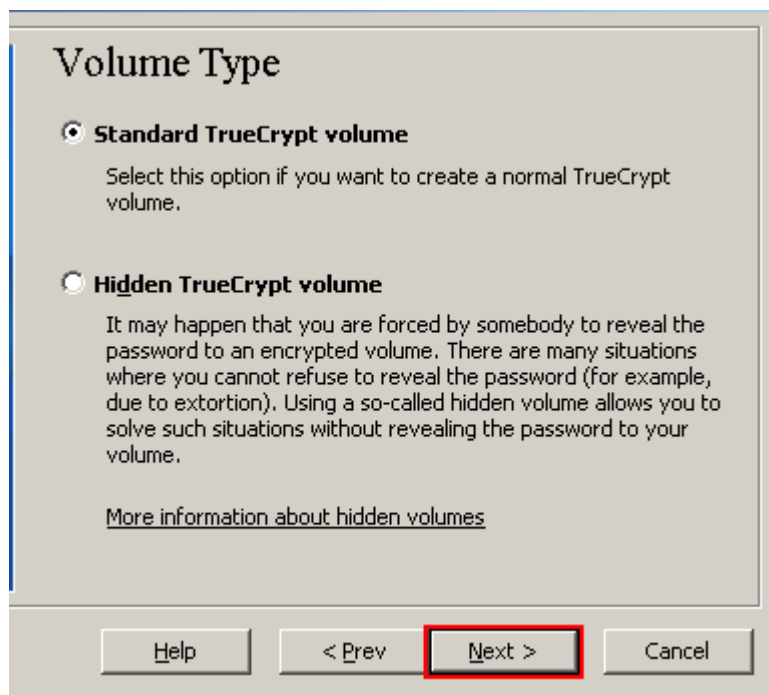 Volume Type
Standard TrueCrypt volume
Select this option if you want to create a normal TrueCrypt
volume.
Hidden TrueCrypt volume
It may happen that you are forced by somebody to reveal the
password to an encrypted volume. There are many situations
where you cannot refuse to reveal the password (for example,
due to extortion). Using a so-called hidden volume allows you to
solve such situations without revealing the password to your
volume.
More information about hidden volumes
Help
< Prev
Next >
Cancel